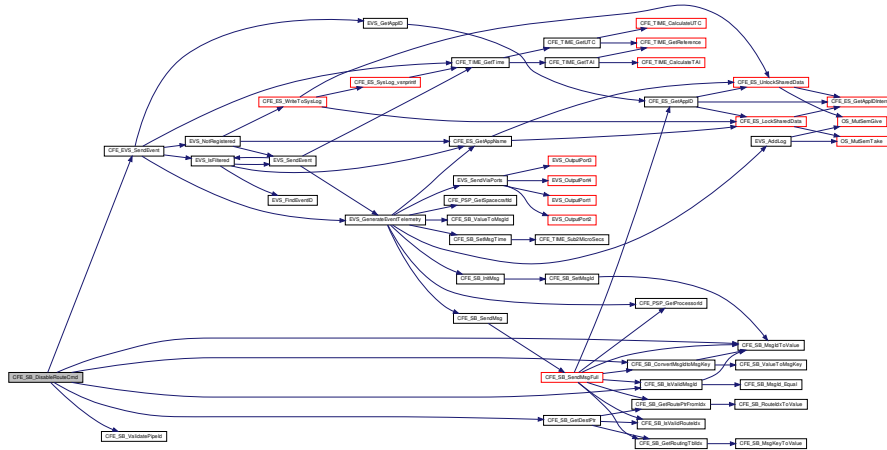 CFE_SB_DisableRouteCmd
CFE_EVS_SendEvent
CFE_SB_ValidatePipeId
EVS_NotRegistered
EVS_IsFiltered
CFE_ES_WriteToSysLog
EVS_SendEvent
EVS_FindEventID
EVS_GetAppID
CFE_ES_SysLog_vsnprintf
EVS_GenerateEventTelemetry
CFE_TIME_GetTime
CFE_ES_GetAppName
EVS_SendViaPorts
CFE_PSP_GetSpacecraftId
CFE_SB_ValueToMsgId
CFE_SB_SetMsgTime
CFE_SB_InitMsg
CFE_SB_SendMsg
CFE_TIME_GetUTC
CFE_TIME_GetTAI
EVS_OutputPort3
EVS_OutputPort4
EVS_OutputPort1
EVS_OutputPort2
CFE_TIME_Sub2MicroSecs
CFE_SB_SetMsgId
CFE_SB_SendMsgFull
CFE_SB_GetDestPtr
CFE_TIME_CalculateUTC
CFE_TIME_GetReference
CFE_TIME_CalculateTAI
CFE_ES_GetAppID
CFE_PSP_GetProcessorId
CFE_SB_ConvertMsgIdtoMsgKey
CFE_SB_IsValidMsgId
CFE_SB_GetRoutePtrFromIdx
CFE_SB_IsValidRouteIdx
CFE_SB_GetRoutingTblIdx
CFE_ES_UnlockSharedData
CFE_ES_LockSharedData
EVS_AddLog
CFE_SB_MsgIdToValue
CFE_SB_ValueToMsgKey
CFE_SB_MsgId_Equal
CFE_SB_RouteIdxToValue
CFE_SB_MsgKeyToValue
CFE_ES_GetAppIDInternal
OS_MutSemGive
OS_MutSemTake